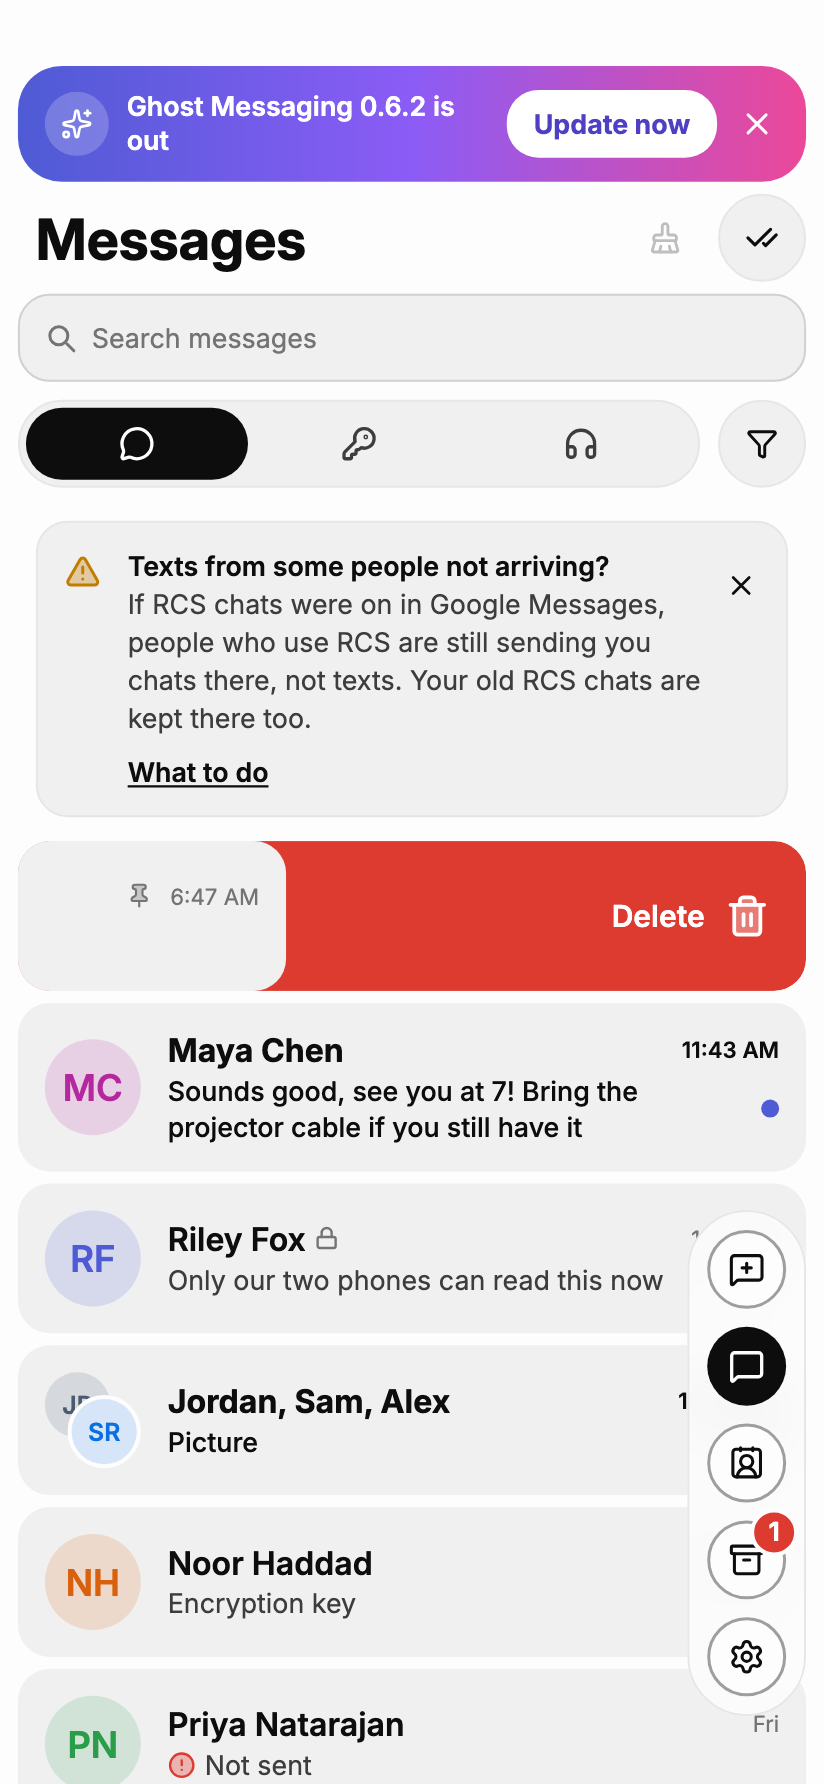 Ghost Messaging 0.6.2 is
out
Update now
Messages
Search messages
Texts from some people not arriving?
If RCS chats were on in Google Messages,
people who use RCS are still sending you
chats there, not texts. Your old RCS chats are
kept there too.
What to do
6:47 AM
Delete
MC
Maya Chen
11:43 AM
Sounds good, see you at 7! Bring the
projector cable if you still have it
RF
Riley Fox
Only our two phones can read this now
SR
Jordan, Sam, Alex
Picture
NH
Noor Haddad
Encryption key
1
PN
Priya Natarajan
Fri
Not sent